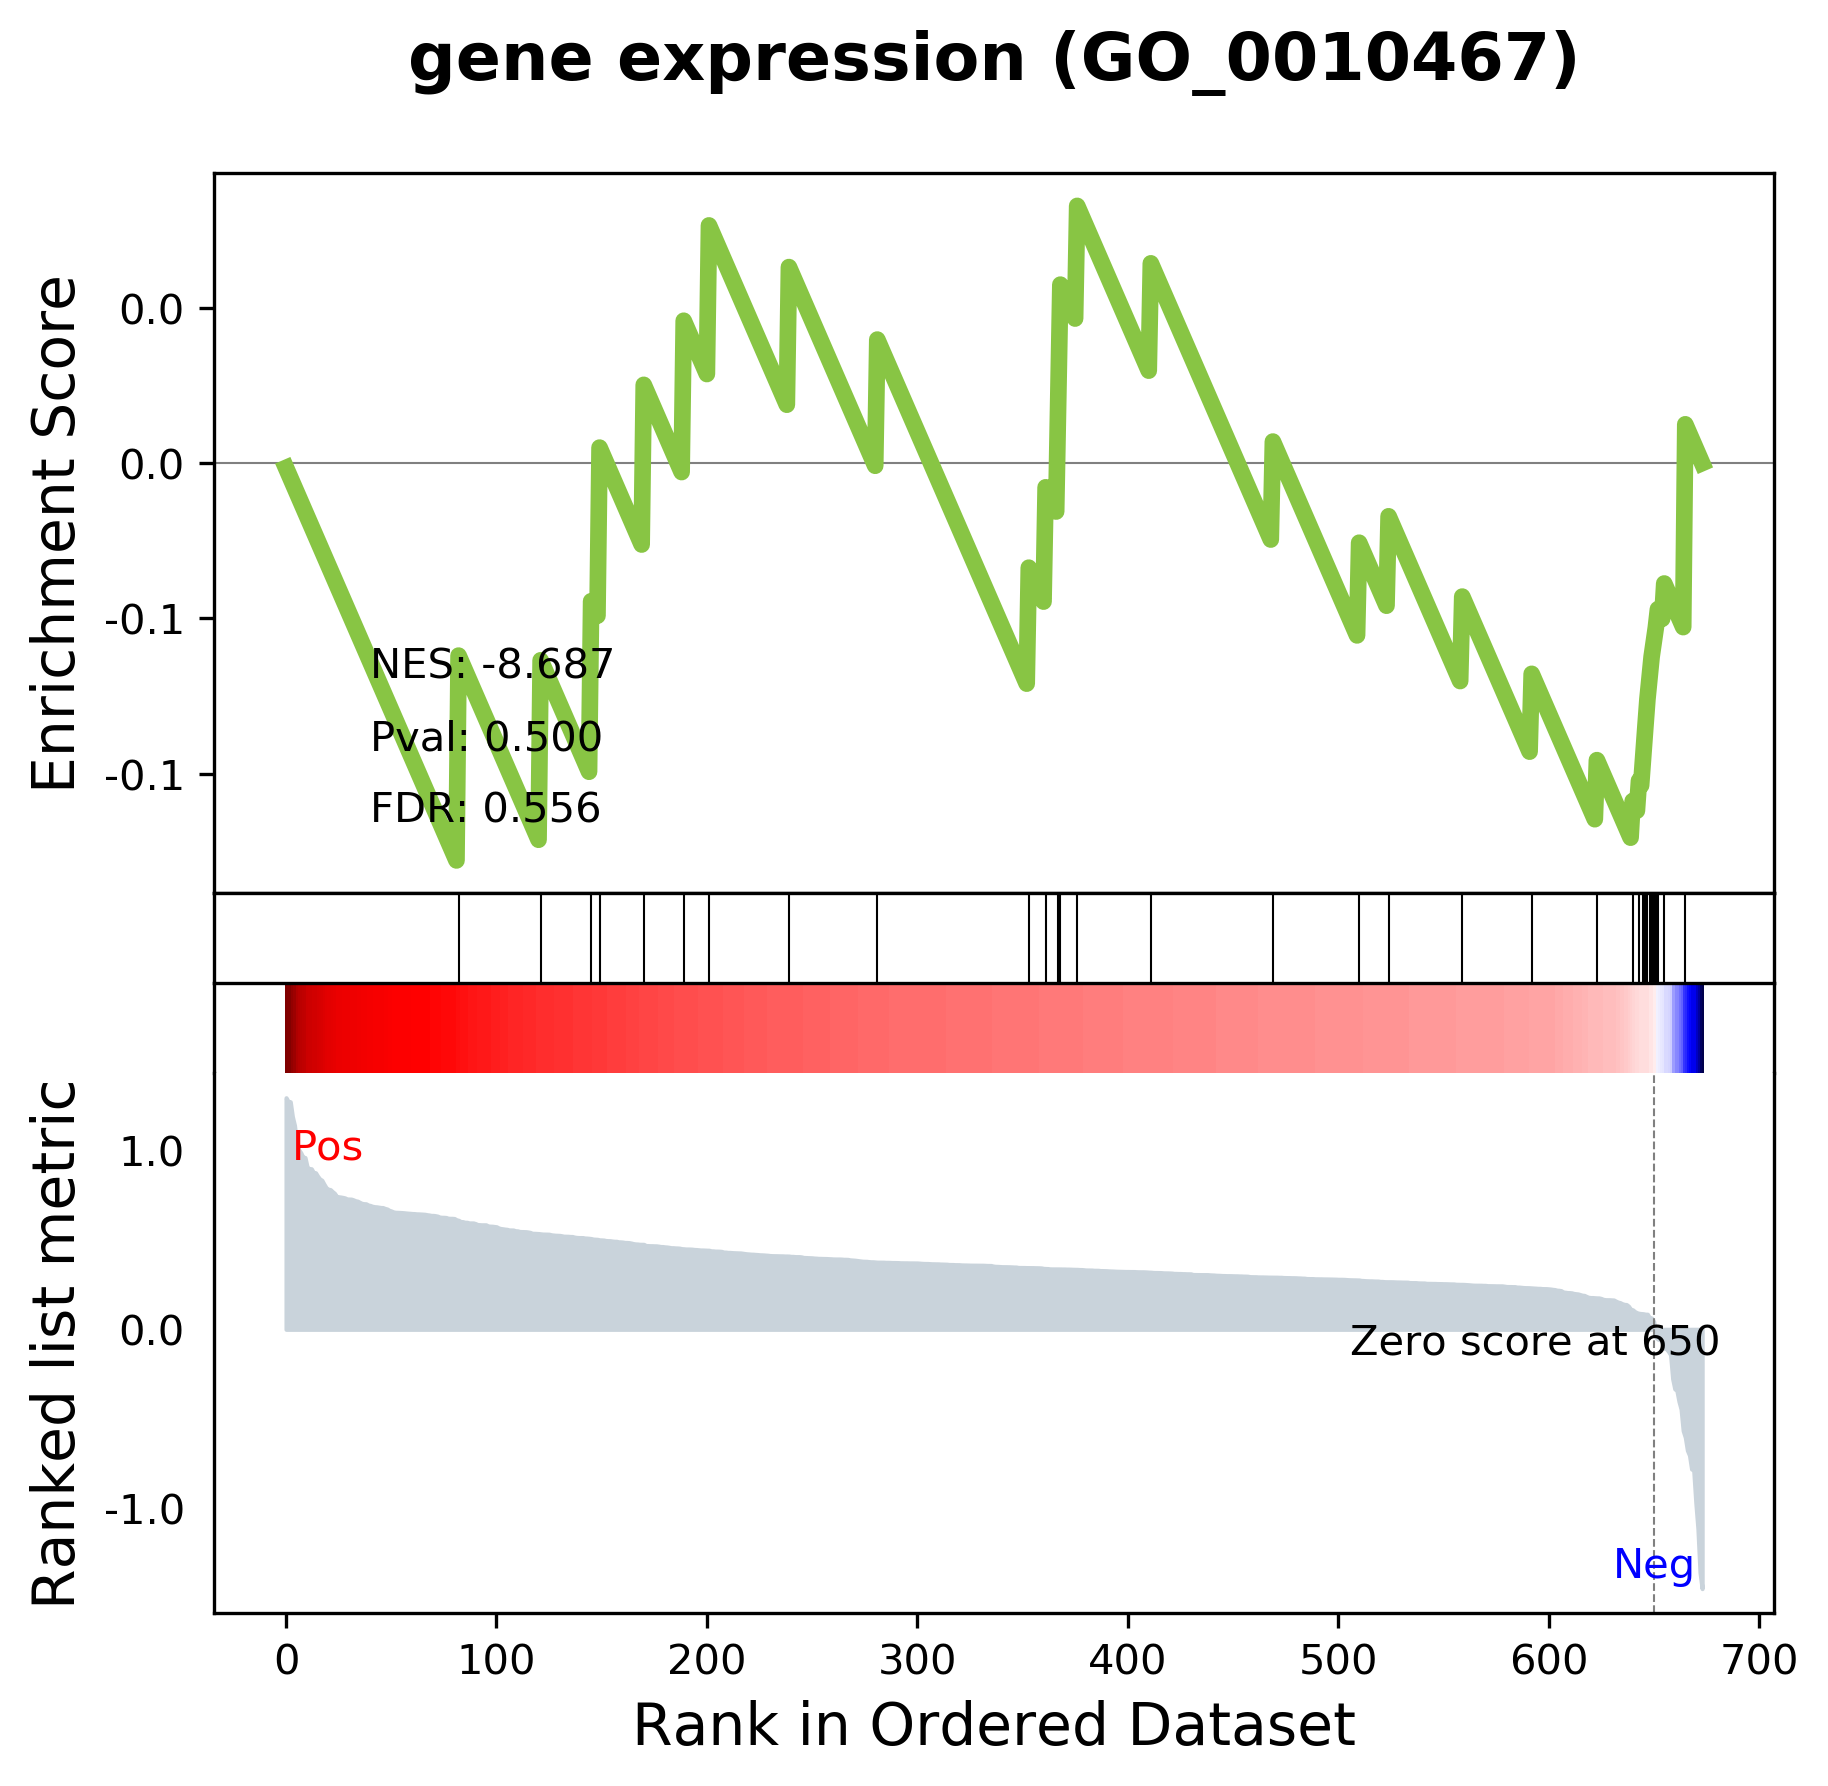 gene expression (GO_0010467)
Enrichment Score
0.0
0.0
-0.1
-0.1
NES: -8.687
Pval: 0.500
FDR: 0.556
Ranked list metric
1.0
0.0
-1.0
Pos
Zero score at 650
Neg
0 100 200 300 400 500 600 700
Rank in Ordered Dataset